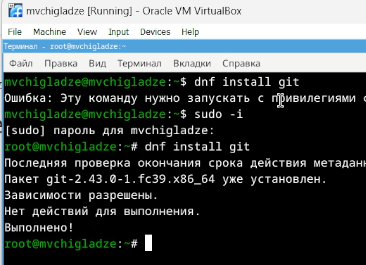 mvchigladze [Running] - Oracle VM VirtualBox
File Machine View Input Devices Help
Терминал - root@mvchigladze:~
Файл Правка Вид Терминал Вкладки Справка
mvchigladze@mvchigladze:~$ dnf install git
Ошибка: Эту команду нужно запускать с привилегиями
mvchigladze@mvchigladze:~$ sudo -i
[sudo] пароль для mvchigladze:
root@mvchigladze:~# dnf install git
Последняя проверка окончания срока действия метадан
Пакет git-2.43.0-1.fc39.x86_64 уже установлен.
Зависимости разрешены.
Нет действий для выполнения.
Выполнено!
root@mvchigladze:~#